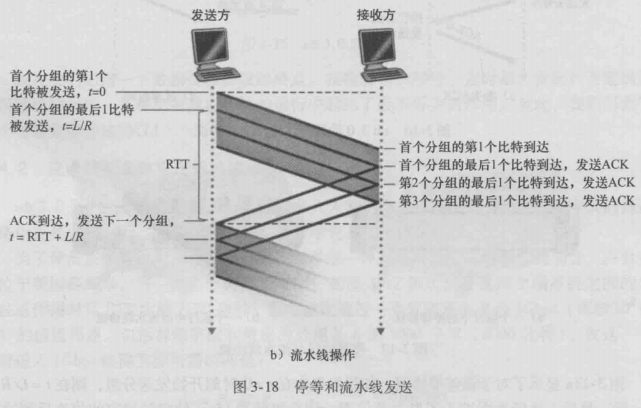 发送方
接收方
首个分组的第1个
比特被发送，t=0
首个分组的最后1比特
被发送，t=L/R
RTT
首个分组的第1个比特到达
首个分组的最后1个比特到达，发送ACK
第2个分组的最后1个比特到达，发送ACK
第3个分组的最后1个比特到达，发送ACK
ACK到达，发送下一个分组，
t = RTT + L/R
b）流水线操作
图 3-18 停等和流水线发送